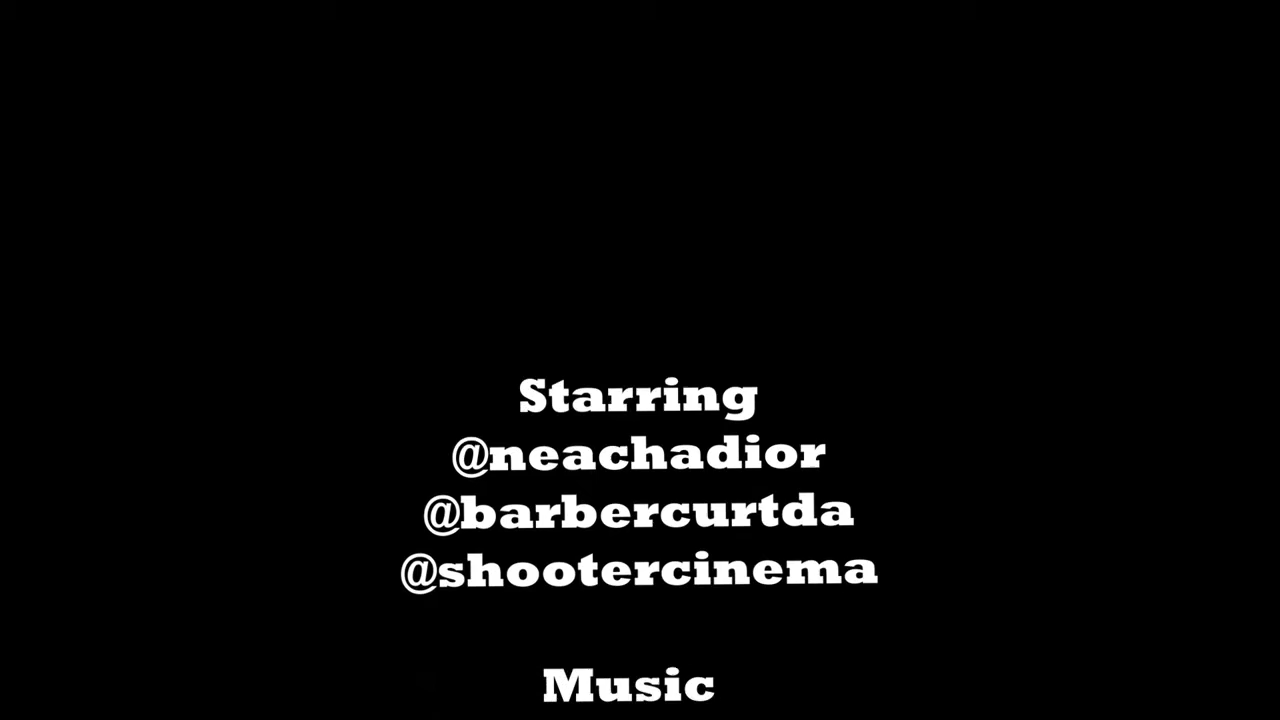 Starring
@neachadior
@barbercurtda
@shootercinema
Music